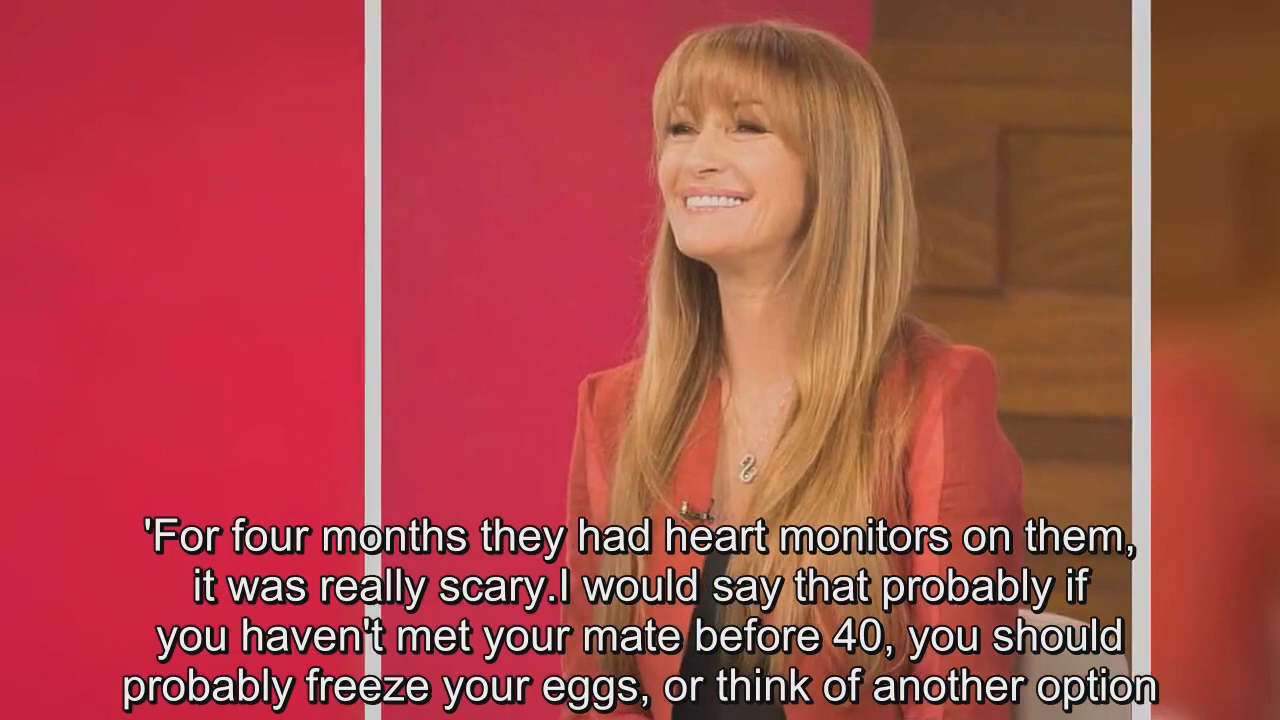 'For four months they had heart monitors on them,
it was really scary.I would say that probably if
you haven't met your mate before 40, you should
probably freeze your eggs, or think of another option